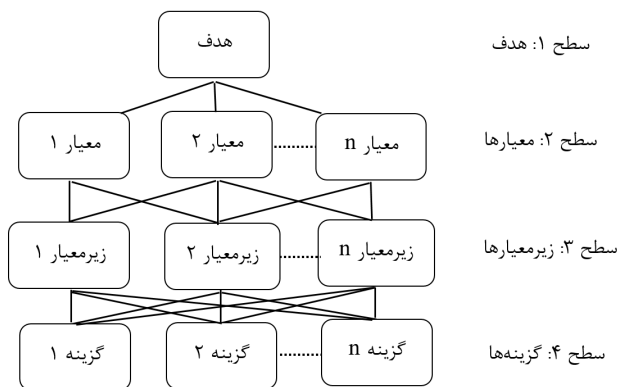 هدف
سطح ۱: هدف
معیار ۱
معیار ۲
معیار n
سطح ۲: معیارها
زیرمعیار ۱
زیرمعیار ۲
زیرمعیار n
سطح ۳: زیرمعیارها
گزینه ۱
گزینه ۲
گزینه n
سطح ۴: گزینه‌ها